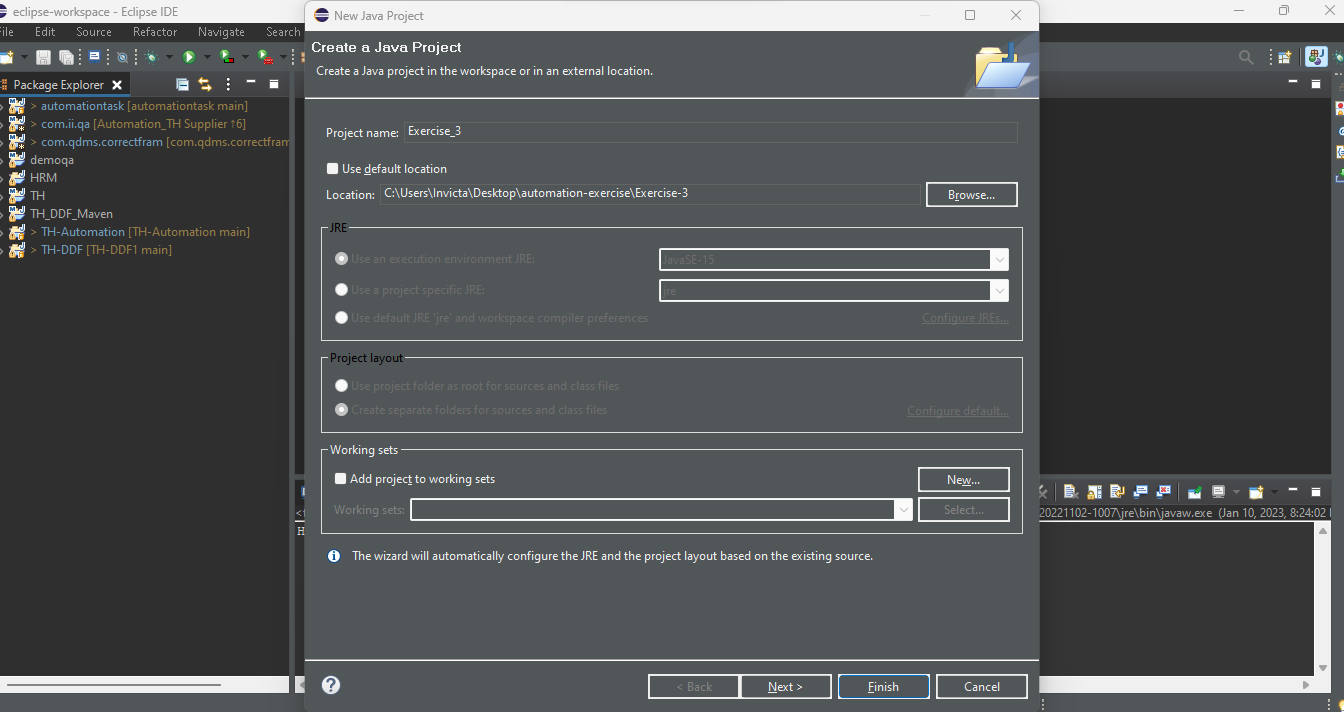 eclipse-workspace - Eclipse IDE
File Edit Source Refactor Navigate Search
Package Explorer
> automationtask [automationtask main]
> com.ii.qa [Automation_TH Supplier ↑6]
> com.qdms.correctfram [com.qdms.correctfram
demoqa
HRM
TH
TH_DDF_Maven
> TH-Automation [TH-Automation main]
> TH-DDF [TH-DDF1 main]
New Java Project
Create a Java Project
Create a Java project in the workspace or in an external location.
Project name: Exercise_3
Use default location
Location: C:\Users\Invicta\Desktop\automation-exercise\Exercise-3 Browse...
JRE
Use an execution environment JRE: JavaSE-15
Use a project specific JRE: jre
Use default JRE 'jre' and workspace compiler preferences Configure JREs...
Project layout
Use project folder as root for sources and class files
Create separate folders for sources and class files Configure default...
Working sets
Add project to working sets New...
Working sets: Select...
The wizard will automatically configure the JRE and the project layout based on the existing source.
< Back Next > Finish Cancel
20221102-1007\jre\bin\javaw.exe (Jan 10, 2023, 8:24:02